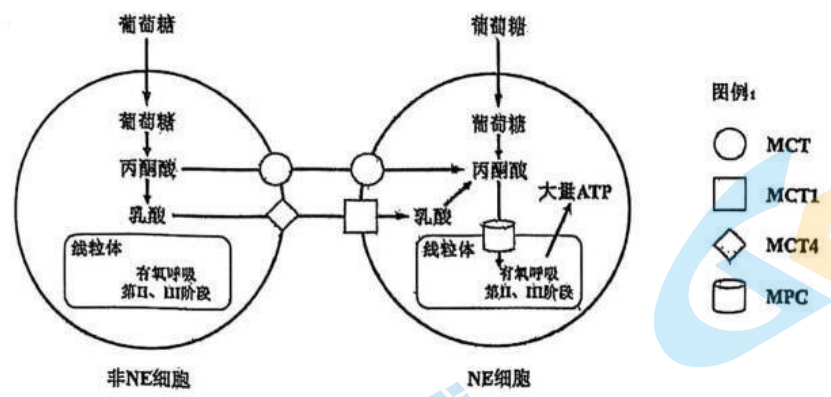 葡萄糖
葡萄糖
丙酮酸
乳酸
线粒体
有氧呼吸
第II、III阶段
非NE细胞
葡萄糖
葡萄糖
丙酮酸
大量ATP
乳酸
线粒体
有氧呼吸
第II、III阶段
NE细胞
图例:
MCT
MCT1
MCT4
MPC